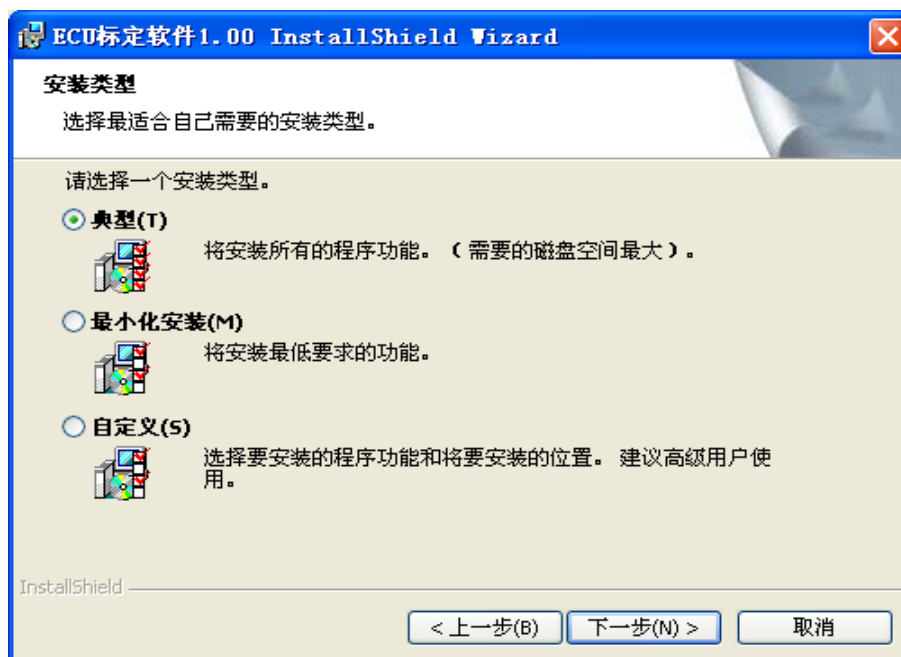 ECU标定软件1.00 InstallShield Wizard
安装类型
选择最适合自己需要的安装类型。
请选择一个安装类型。
典型(T)
将安装所有的程序功能。（需要的磁盘空间最大）。
最小化安装(M)
将安装最低要求的功能。
自定义(S)
选择要安装的程序功能和将要安装的位置。 建议高级用户使
用。
InstallShield
< 上一步(B) 下一步(N) > 取消